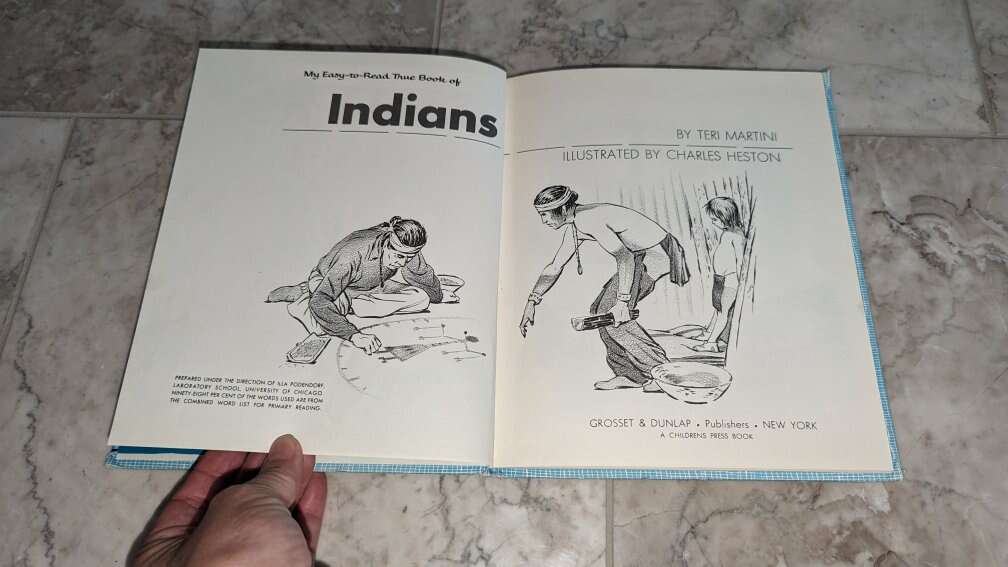 My Easy-to-Read True Book of
Indians
BY TERI MARTINI
ILLUSTRATED BY CHARLES HESTON
PREPARED UNDER THE DIRECTION OF ILLA PODENDORF,
LABORATORY SCHOOL, UNIVERSITY OF CHICAGO.
NINETY-EIGHT PER CENT OF THE WORDS USED ARE FROM
THE COMBINED WORD LIST FOR PRIMARY READING.
GROSSET & DUNLAP • Publishers • NEW YORK
A CHILDRENS PRESS BOOK